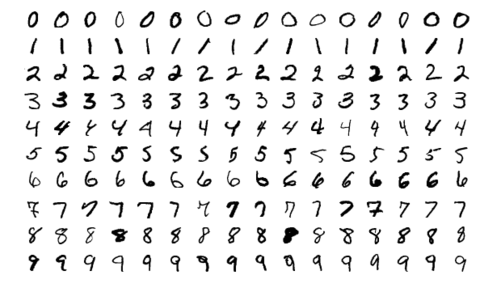 0 0 0 0 0 0 0 0 0 0 0 0 0 0 0 0
1 1 1 1 1 1 1 1 1 1 1 1 1 1 1 1
2 2 2 2 2 2 2 2 2 2 2 2 2 2 2 2
3 3 3 3 3 3 3 3 3 3 3 3 3 3 3 3
4 4 4 4 4 4 4 4 4 4 4 4 4 4 4 4
5 5 5 5 5 5 5 5 5 5 5 5 5 5 5 5
6 6 6 6 6 6 6 6 6 6 6 6 6 6 6 6
7 7 7 7 7 7 7 7 7 7 7 7 7 7 7 7
8 8 8 8 8 8 8 8 8 8 8 8 8 8 8 8
9 9 9 9 9 9 9 9 9 9 9 9 9 9 9 9